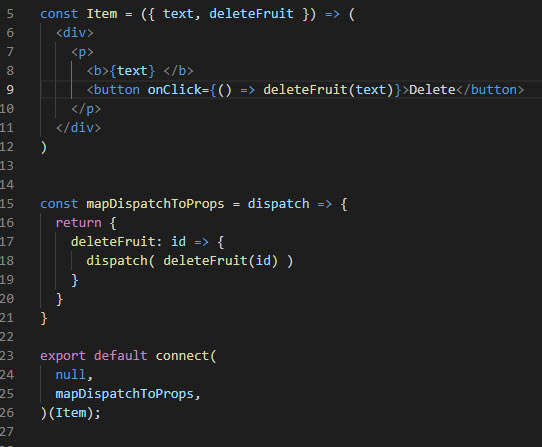 5 const Item = ({ text, deleteFruit }) => (
6 <div>
7 <p>
8 <b>{text} </b>
9 <button onClick={() => deleteFruit(text)}>Delete</button>
10 </p>
11 </div>
12 )
13
14
15 const mapDispatchToProps = dispatch => {
16 return {
17 deleteFruit: id => {
18 dispatch( deleteFruit(id) )
19 }
20 }
21 }
22
23 export default connect(
24 null,
25 mapDispatchToProps,
26 )(Item);
27